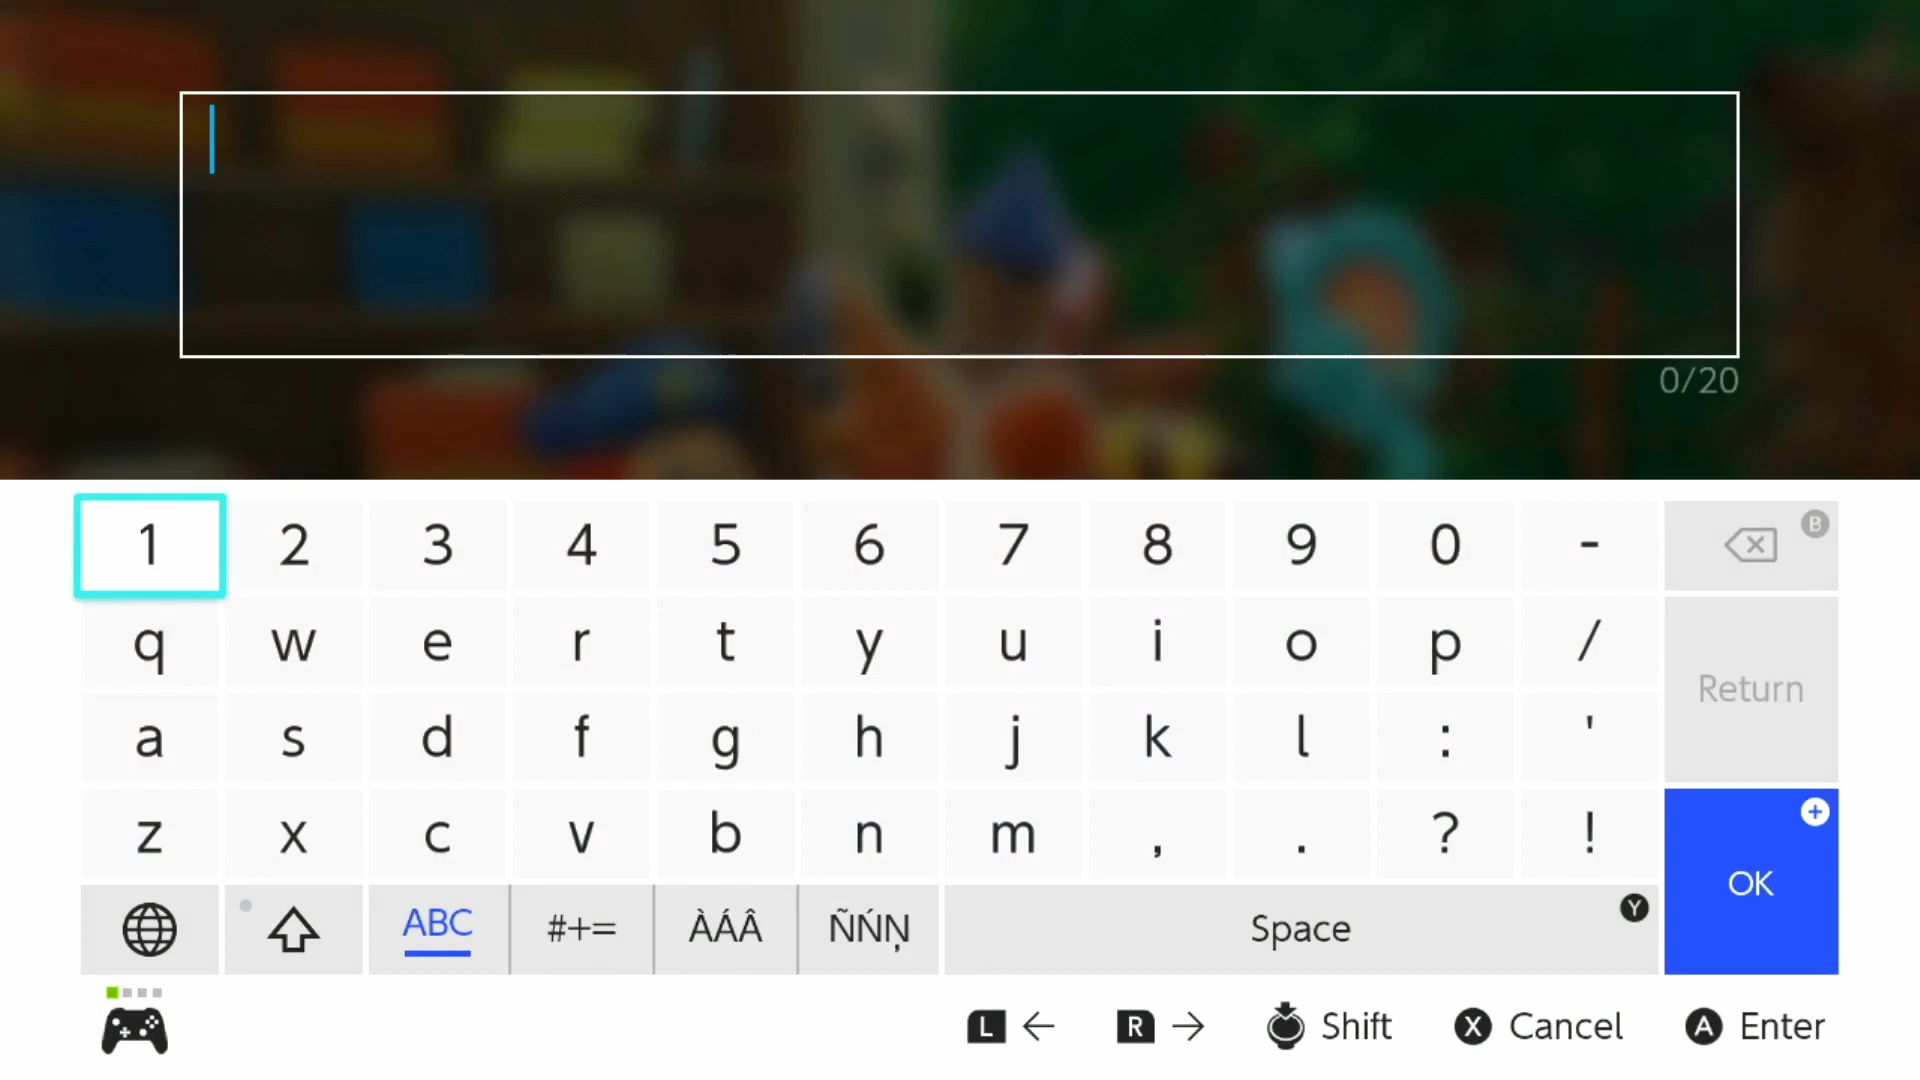 0/20
1 2 3 4 5 6 7 8 9 0 - B
q w e r t y u i o p /
Return
a s d f g h j k l : '
z x c v b n m , . ? ! +
OK
ABC #+= ÀÁÂ ÑŃŅ Space Y
L ← R → Shift X Cancel A Enter